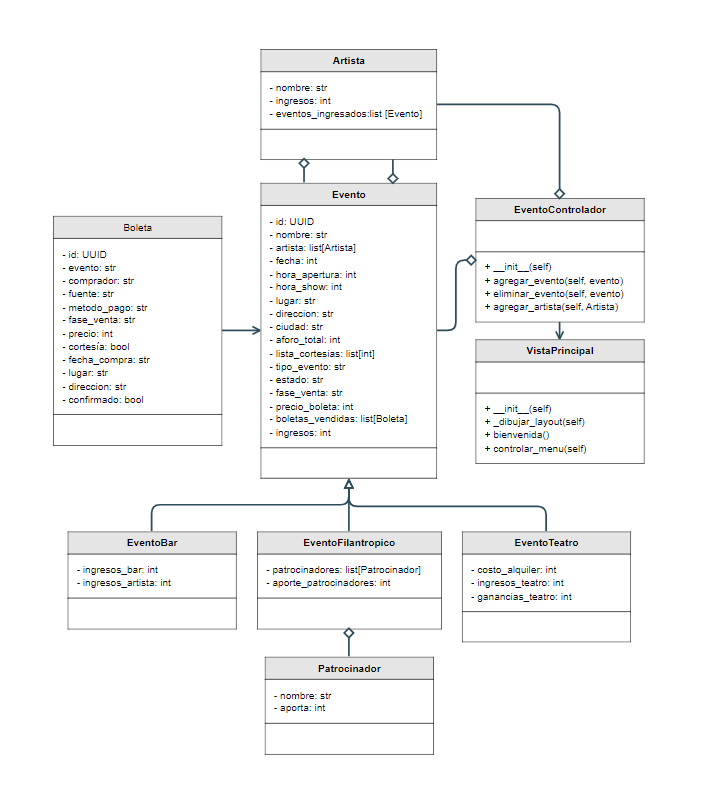 Artista
- nombre: str
- ingresos: int
- eventos_ingresados:list [Evento]
Evento
- id: UUID
- nombre: str
- artista: list[Artista]
- fecha: int
- hora_apertura: int
- hora_show: int
- lugar: str
- direccion: str
- ciudad: str
- aforo_total: int
- lista_cortesias: list[int]
- tipo_evento: str
- estado: str
- fase_venta: str
- precio_boleta: int
- boletas_vendidas: list[Boleta]
- ingresos: int
Boleta
- id: UUID
- evento: str
- comprador: str
- fuente: str
- metodo_pago: str
- fase_venta: str
- precio: int
- cortesía: bool
- fecha_compra: str
- lugar: str
- direccion: str
- confirmado: bool
EventoControlador
+ __init__(self)
+ agregar_evento(self, evento)
+ eliminar_evento(self, evento)
+ agregar_artista(self, Artista)
VistaPrincipal
+ __init__(self)
+ _dibujar_layout(self)
+ bienvenida()
+ controlar_menu(self)
EventoBar
- ingresos_bar: int
- ingresos_artista: int
EventoFilantropico
- patrocinadores: list[Patrocinador]
- aporte_patrocinadores: int
EventoTeatro
- costo_alquiler: int
- ingresos_teatro: int
- ganancias_teatro: int
Patrocinador
- nombre: str
- aporta: int